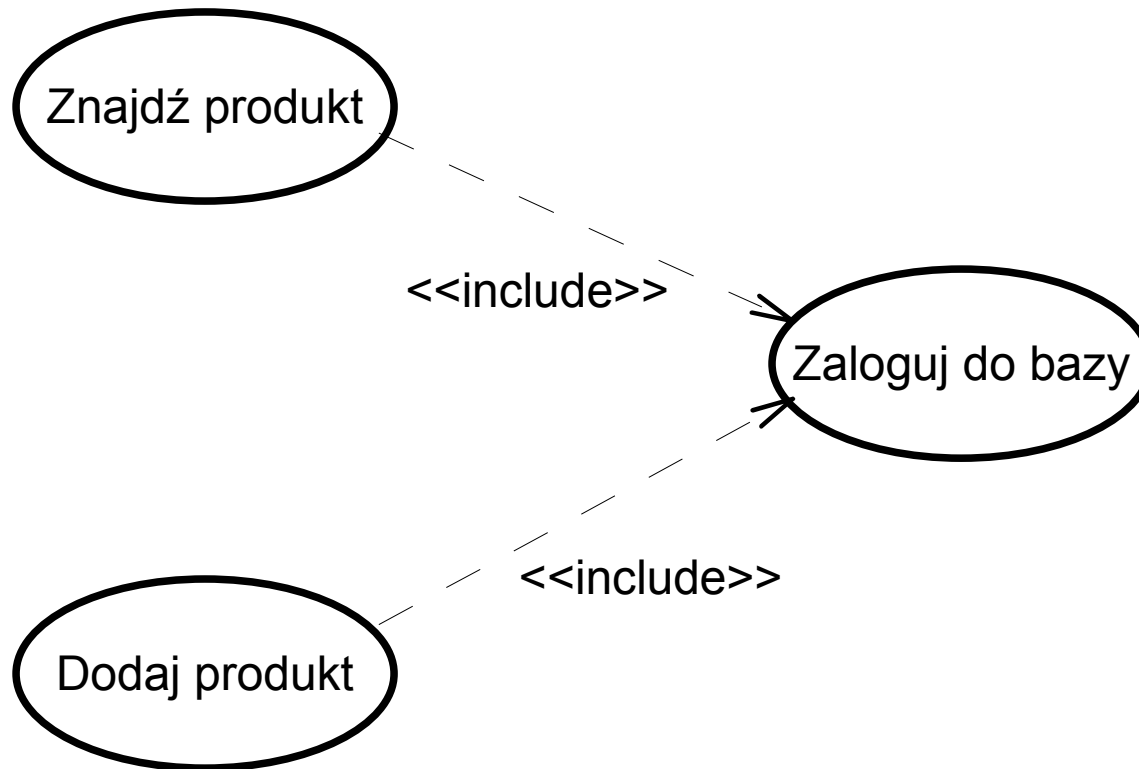 Znajdź produkt
<<include>>
Zaloguj do bazy
<<include>>
Dodaj produkt